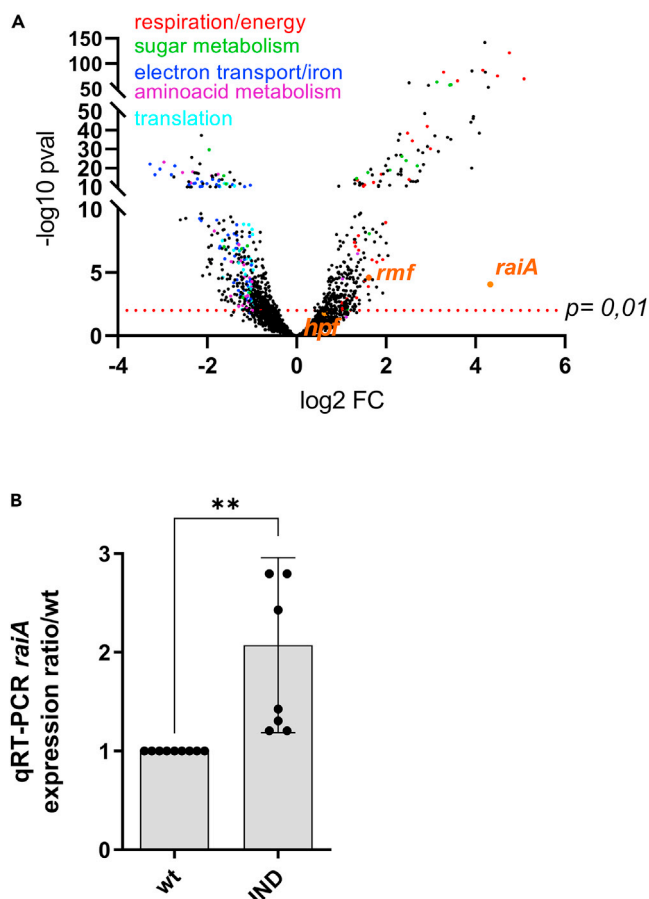 A
respiration/energy
sugar metabolism
electron transport/iron
aminoacid metabolism
translation
-log10 pval
150
100
50
50
40
30
20
10
10
5
0
rmf
raiA
hpf
p= 0,01
-4
-2
0
2
4
6
log2 FC
B
**
qRT-PCR raiA
expression ratio/wt
3
2
1
0
wt
IND